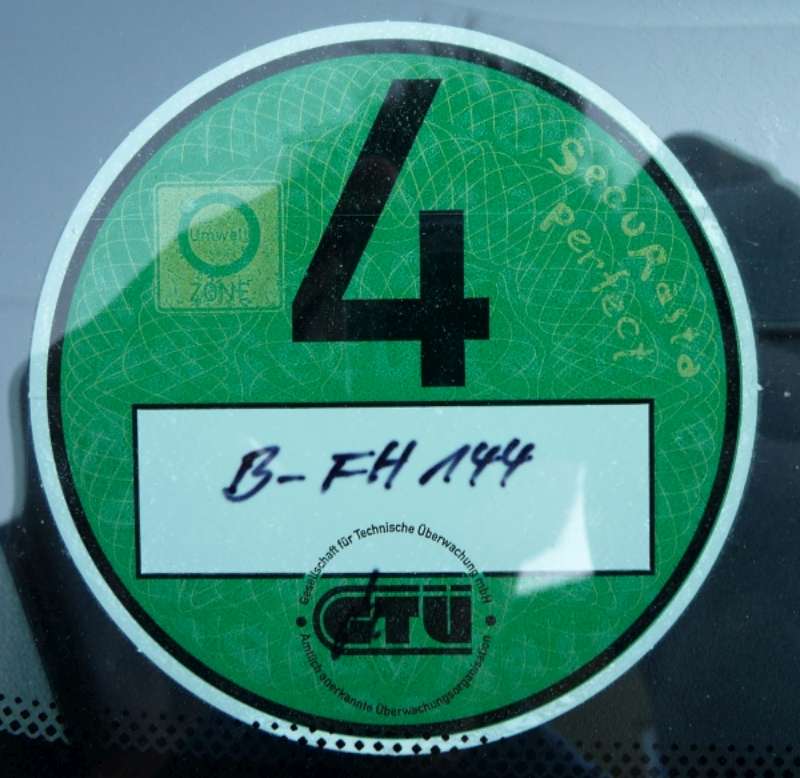 4
Umwelt
ZONE
SecuRasta
perfect
B-FH 144
Gesellschaft für Technische Überwachung mbH
GTÜ
Amtlich anerkannte Überwachungsorganisation